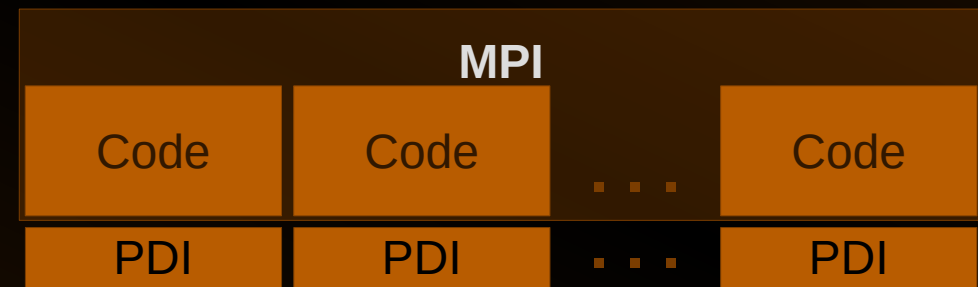 MPI
Code Code . . . Code
PDI PDI . . . PDI